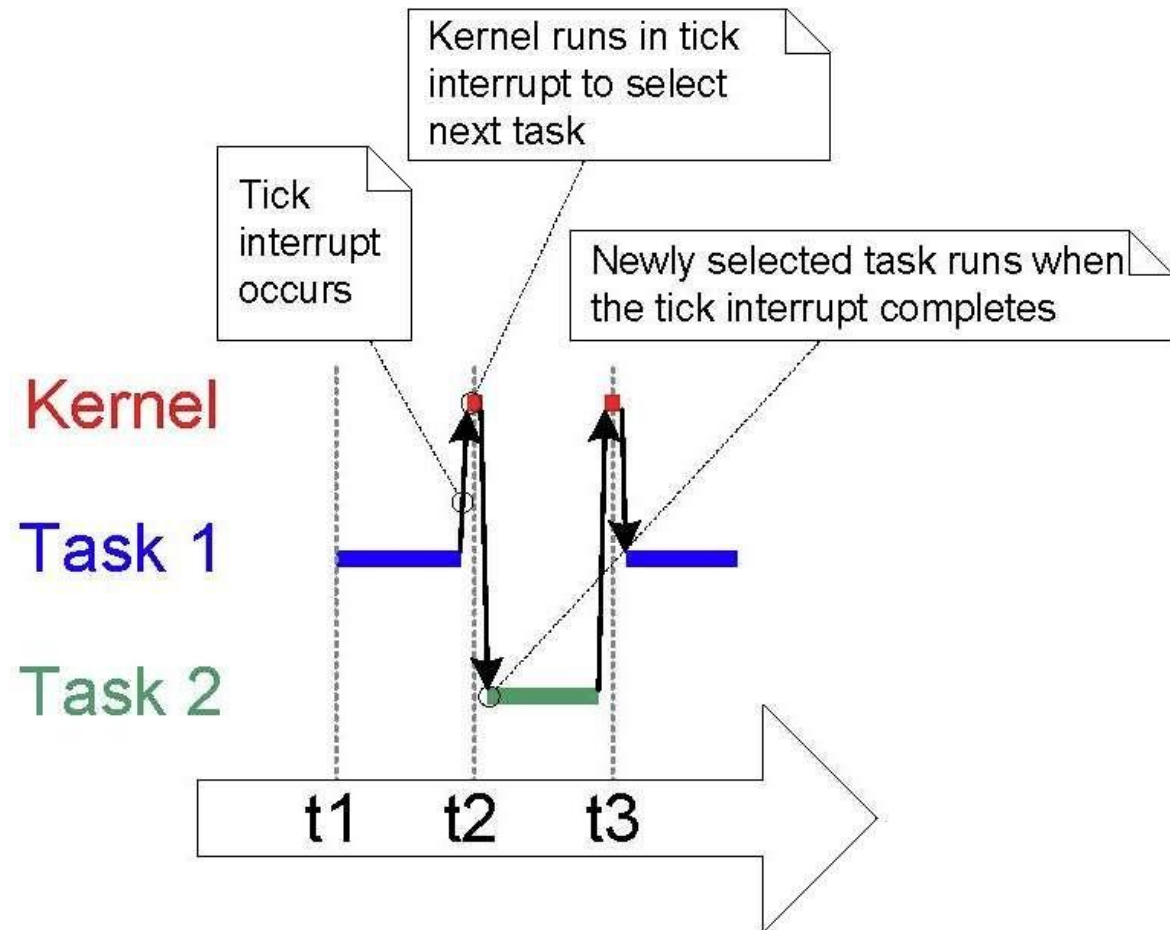 Kernel runs in tick
interrupt to select
next task
Tick
interrupt
occurs
Newly selected task runs when
the tick interrupt completes
Kernel
Task 1
Task 2
t1 t2 t3